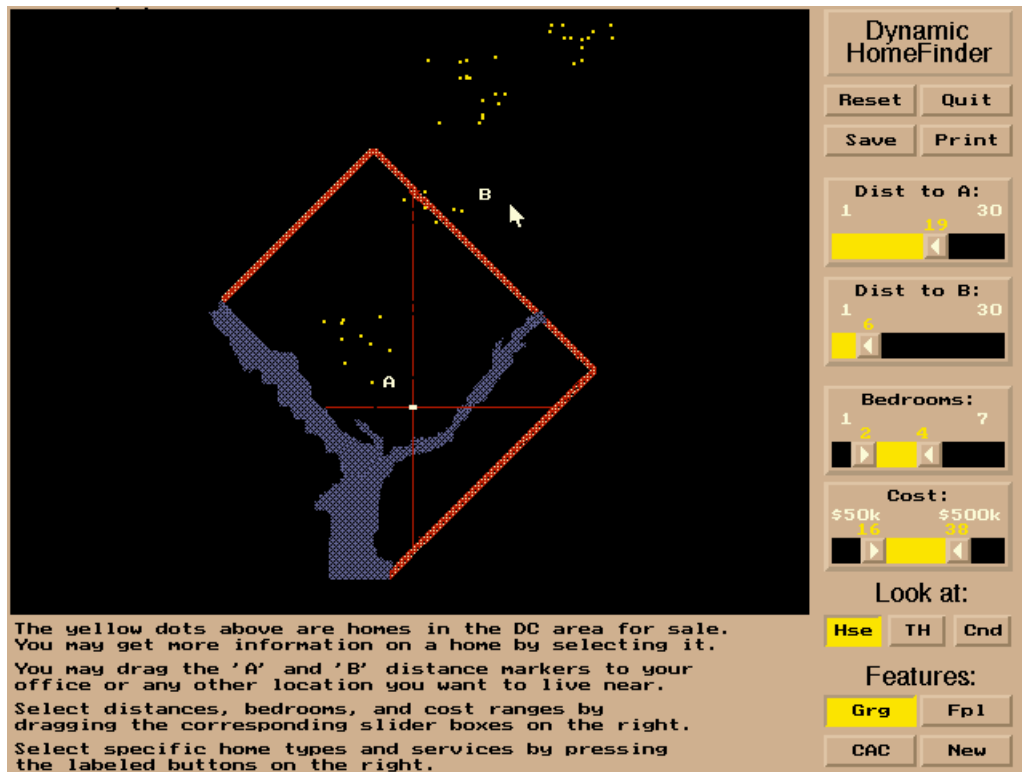 Dynamic
HomeFinder
Reset Quit
Save Print
Dist to A:
1 30
19
Dist to B:
1 30
6
Bedrooms:
1 7
2 4
Cost:
$50k $500k
16 38
Look at:
Hse TH Cnd
Features:
Grg Fpl
CAC New
B
A
The yellow dots above are homes in the DC area for sale.
You may get more information on a home by selecting it.
You may drag the 'A' and 'B' distance markers to your
office or any other location you want to live near.
Select distances, bedrooms, and cost ranges by
dragging the corresponding slider boxes on the right.
Select specific home types and services by pressing
the labeled buttons on the right.